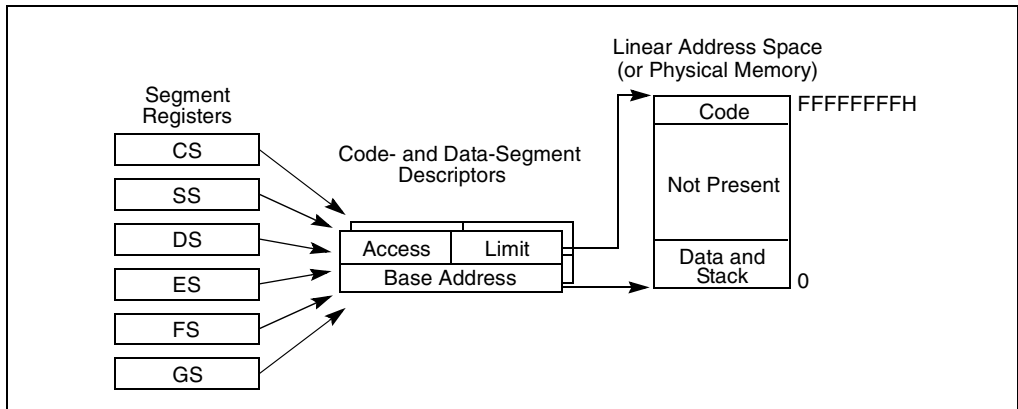 Linear Address Space
(or Physical Memory)
Segment
Registers
FFFFFFFFH
Code
CS
Code- and Data-Segment
Descriptors
SS
Not Present
DS
Access
Limit
Data and
Stack
ES
Base Address
0
FS
GS